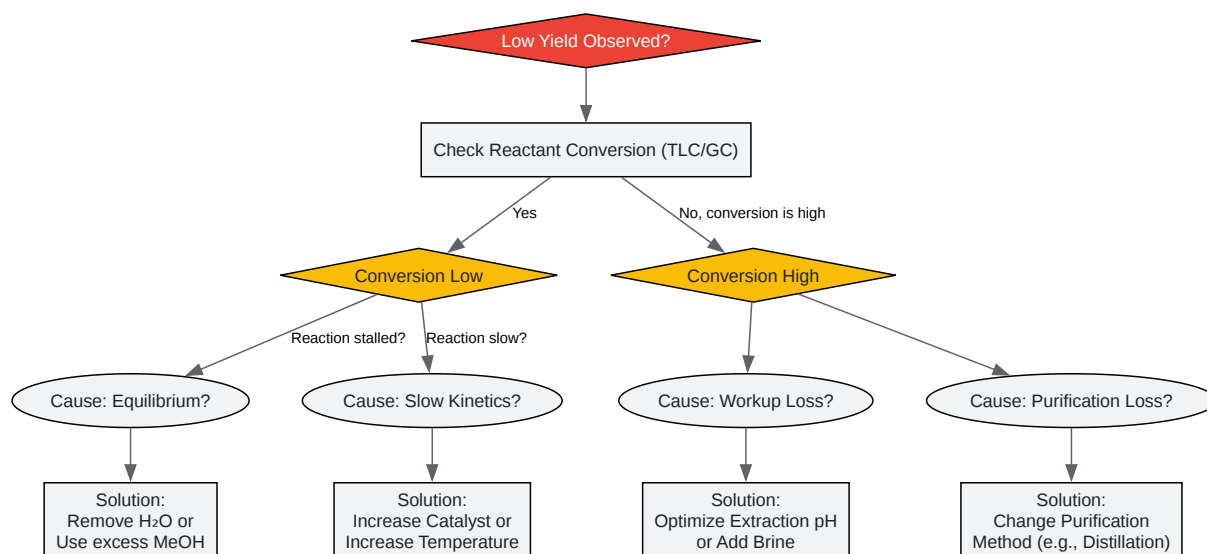 Low Yield Observed?
Check Reactant Conversion (TLC/GC)
Yes
No, conversion is high
Conversion Low
Conversion High
Reaction stalled?
Reaction slow?
Cause: Equilibrium?
Cause: Slow Kinetics?
Cause: Workup Loss?
Cause: Purification Loss?
Solution:
Remove H₂O or
Use excess MeOH
Solution:
Increase Catalyst or
Increase Temperature
Solution:
Optimize Extraction pH
or Add Brine
Solution:
Change Purification
Method (e.g., Distillation)